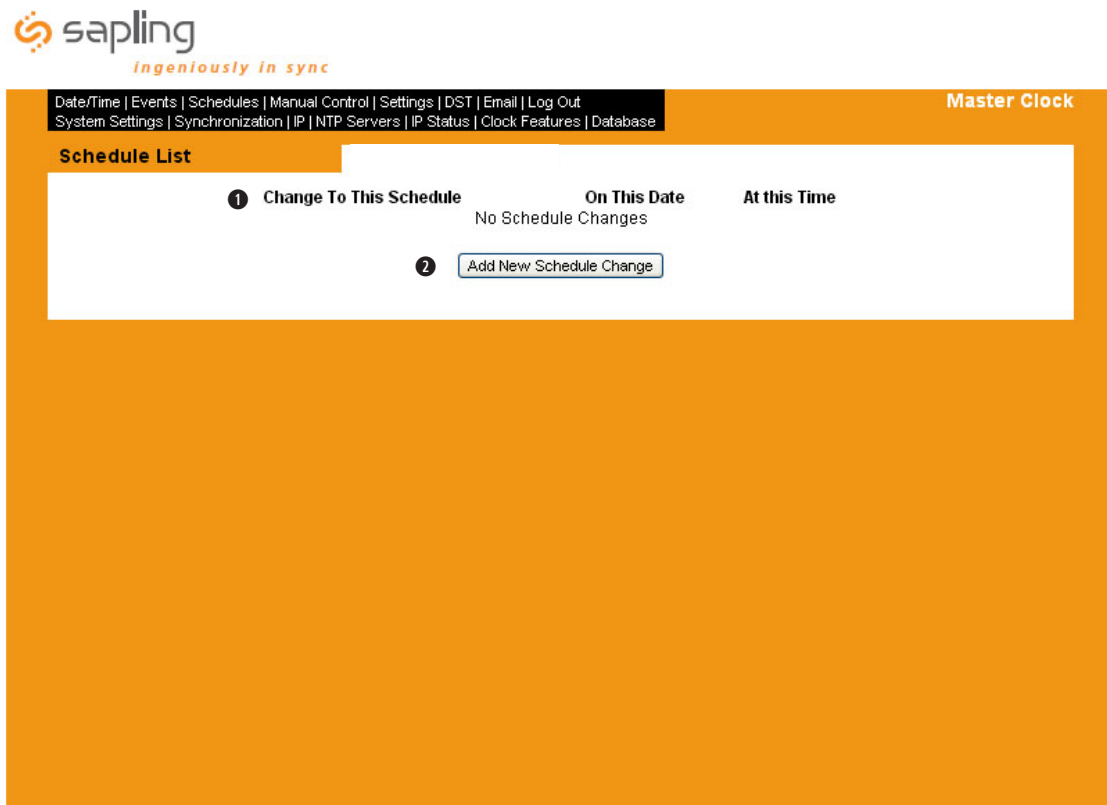 sapling
ingeniously in sync
Date/Time | Events | Schedules | Manual Control | Settings | DST | Email | Log Out
System Settings | Synchronization | IP | NTP Servers | IP Status | Clock Features | Database
Master Clock
Schedule List
1 Change To This Schedule On This Date At this Time
No Schedule Changes
2 Add New Schedule Change